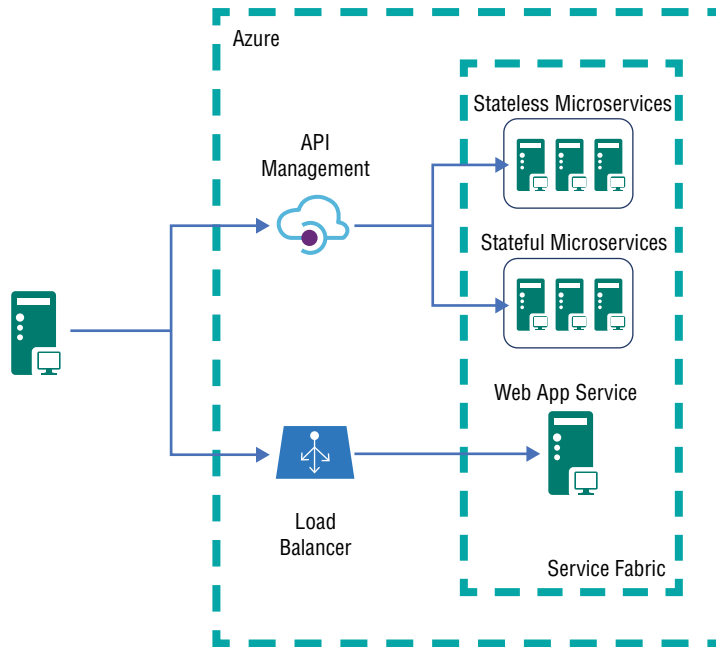 Azure
Stateless Microservices
API
Management
Stateful Microservices
Web App Service
Load
Balancer
Service Fabric